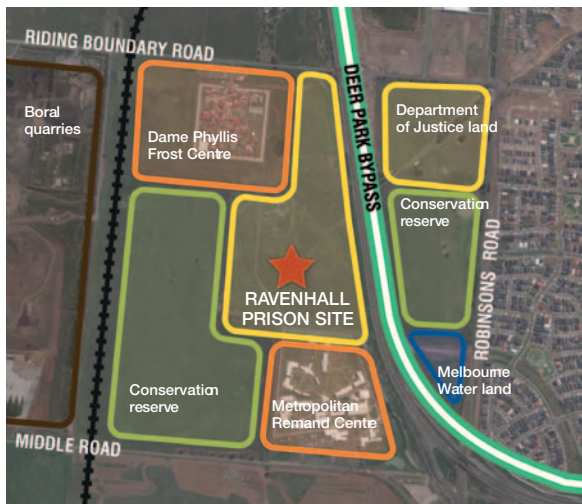 RIDING BOUNDARY ROAD
Boral
quarries
Dame Phyllis
Frost Centre
DEER PARK BYPASS
Department
of Justice land
Conservation
reserve
ROBINSONS ROAD
RAVENHALL
PRISON SITE
Melbourne
Water land
Conservation
reserve
Metropolitan
Remand Centre
MIDDLE ROAD